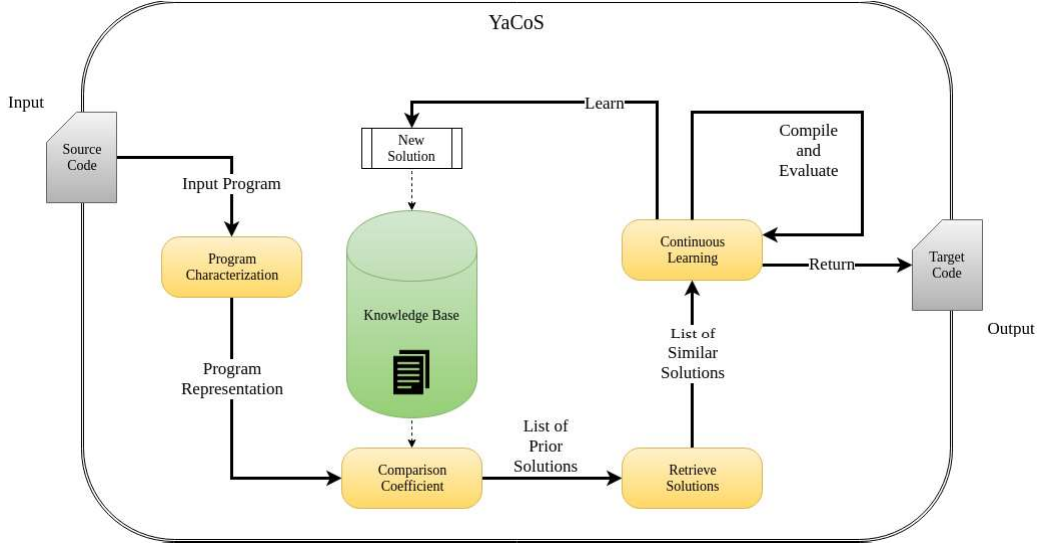 YaCoS
Input
Source
Code
Input Program
Program
Characterization
Program
Representation
Learn
New
Solution
Knowledge Base
Comparison
Coefficient
List of
Prior
Solutions
Retrieve
Solutions
List of
Similar
Solutions
Continuous
Learning
Compile
and
Evaluate
Return
Target
Code
Output